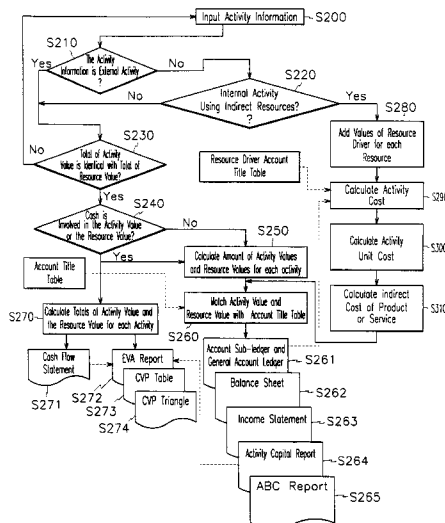 Input Activity Information
S200
S210
The Activity
Information is External Activity
?
Yes
No
S220
Internal Activity
Using Indirect Resources?
?
No
Yes
S280
Add Values of Resource
Driver for each
Resource
S230
Total of Activity
Value is Identical with Total of
Resource Value?
No
Yes
Resource Driver Account
Title Table
Calculate Activity
Cost
S290
S240
Cash is
Involved in the Activity Value
or the Resource Value?
No
Yes
S250
Calculate Amount of Activity Values
and Resource Values for each activity
Calculate Activity
Unit Cost
S300
Account Title
Table
S270
Calculate Totals of Activity Value and
the Resource Value for each Activity
Match Activity Value and
Resource Value with Account Title Table
S260
Calculate Indirect
Cost of Product
or Service
S310
Cash Flow
Statement
S271
EVA Report
S272
CVP Table
S273
CVP Triangle
S274
Account Sub-ledger and
General Account Ledger
S261
Balance Sheet
S262
Income Statement
S263
Activity Capital Report
S264
ABC Report
S265